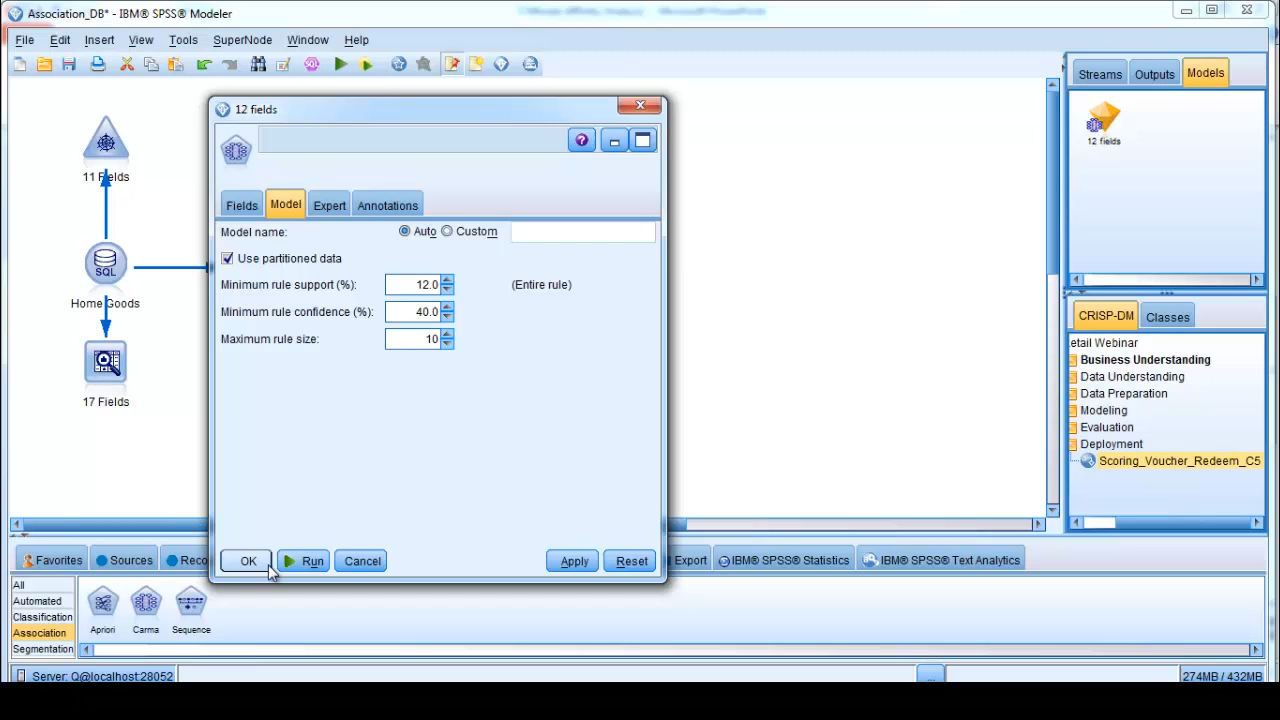 Association_DB* - IBM® SPSS® Modeler
File Edit Insert View Tools SuperNode Window Help
SQL
Streams Outputs Models
12 fields
11 Fields
SQL
Home Goods
17 Fields
12 fields
Fields Model Expert Annotations
Model name: Auto Custom
Use partitioned data
Minimum rule support (%): 12.0 (Entire rule)
Minimum rule confidence (%): 40.0
Maximum rule size: 10
OK Run Cancel Apply Reset
CRISP-DM Classes
etail Webinar
Business Understanding
Data Understanding
Data Preparation
Modeling
Evaluation
Deployment
Scoring_Voucher_Redeem_C5
Favorites Sources Reco Export IBM® SPSS® Statistics IBM® SPSS® Text Analytics
All
Automated
Classification
Association
Segmentation
Apriori Carma Sequence
Server: Q@localhost:28052 ... 274MB / 432MB